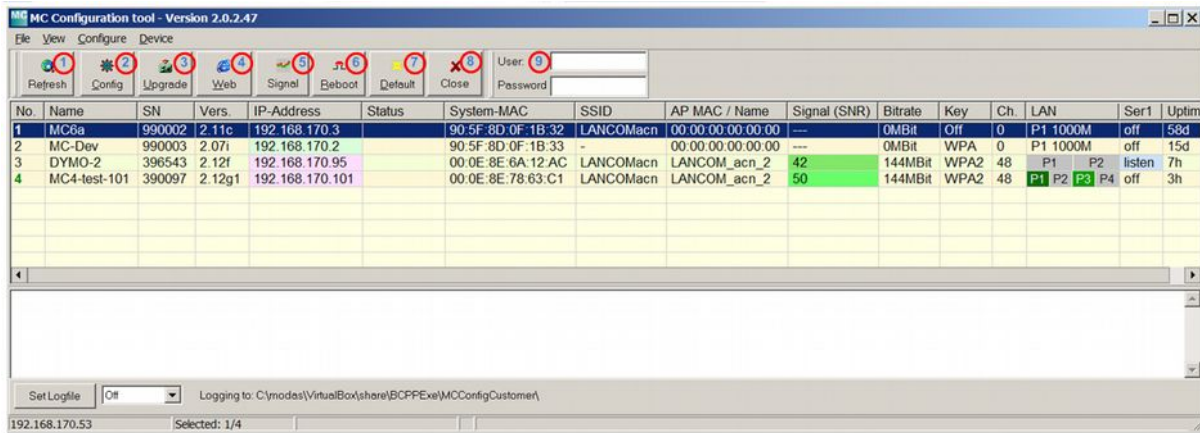 MC MC Configuration tool - Version 2.0.2.47
File View Configure Device
1 2 3 4 5 6 7 8 User: 9
Refresh Config Upgrade Web Signal Reboot Default Close Password
No. Name SN Vers. IP-Address Status System-MAC SSID AP MAC / Name Signal (SNR) Bitrate Key Ch. LAN Ser1 Uptim
1 MC6a 990002 2.11c 192.168.170.3 90:5F:8D:0F:1B:32 LANCOMacn 00:00:00:00:00:00 --- 0MBit Off 0 P1 1000M off 58d
2 MC-Dev 990003 2.07i 192.168.170.2 90:5F:8D:0F:1B:33 - 00:00:00:00:00:00 --- 0MBit WPA 0 P1 1000M off 15d
3 DYMO-2 396543 2.12f 192.168.170.95 00:0E:8E:6A:12:AC LANCOMacn LANCOM_acn_2 42 144MBit WPA2 48 P1 P2 listen 7h
4 MC4-test-101 390097 2.12g1 192.168.170.101 00:0E:8E:78:63:C1 LANCOMacn LANCOM_acn_2 50 144MBit WPA2 48 P1 P2 P3 P4 off 3h
Set Logfile Off Logging to: C:\modas\VirtualBox\share\BCPPExe\MCConfigCustomer\
192.168.170.53 Selected: 1/4